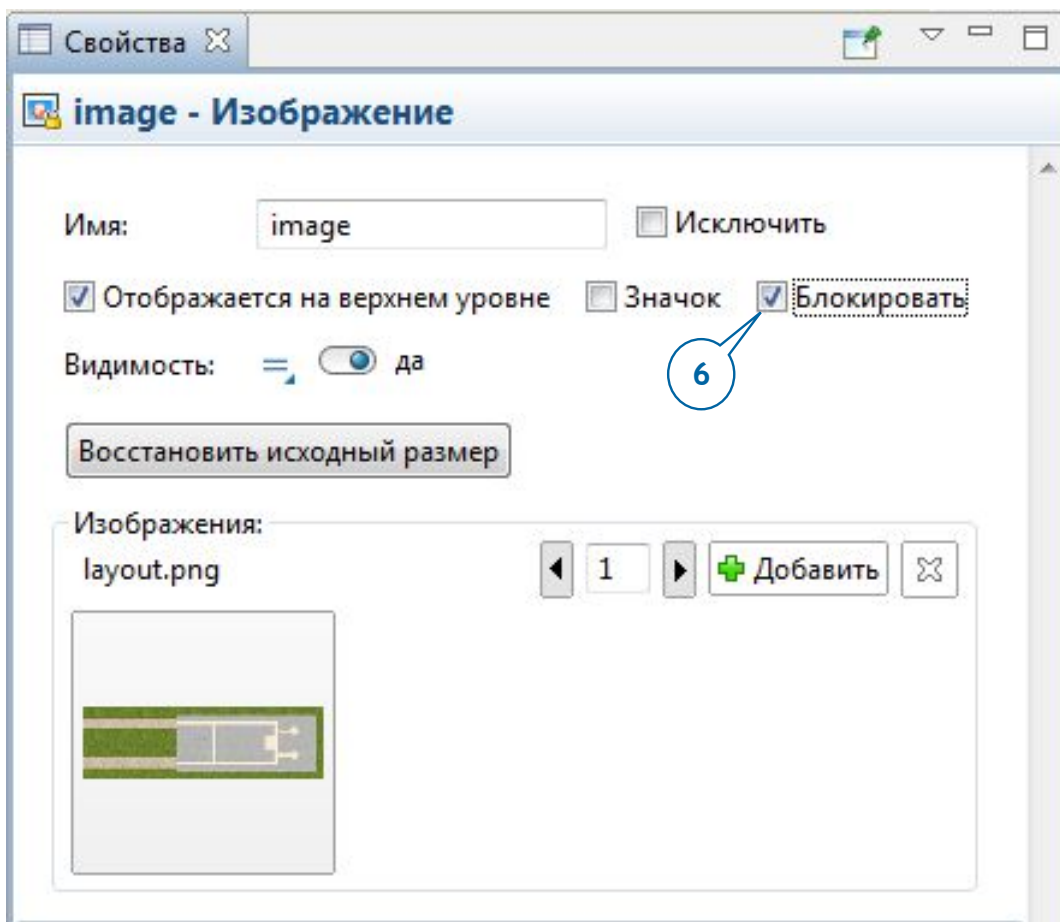 Свойства
image - Изображение
Имя: image Исключить
Отображается на верхнем уровне Значок Блокировать
Видимость: = да
6
Восстановить исходный размер
Изображения:
layout.png 1 Добавить